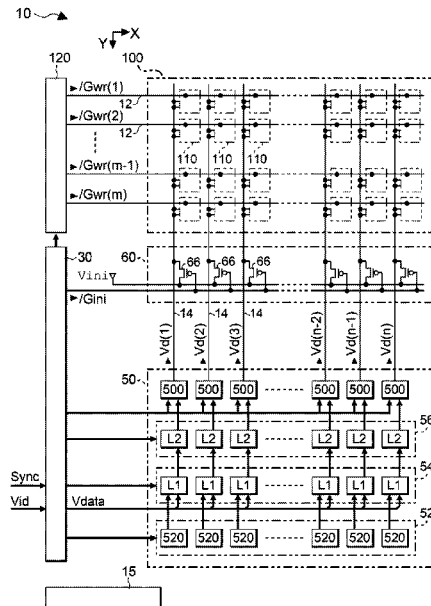 10
X
Y
120
100
/Gwr(1)
12
/Gwr(2)
12
110 110 110
/Gwr(m-1)
/Gwr(m)
30
60
66 66 66
Vini
/Gini
14 14 14
Vd(1) Vd(2) Vd(3) Vd(n-2) Vd(n-1) Vd(n)
50
500 500 500 500 500 500
56
L2 L2 L2 L2 L2 L2
54
Sync
L1 L1 L1 L1 L1 L1
Vid Vdata
52
520 520 520 520 520 520
15